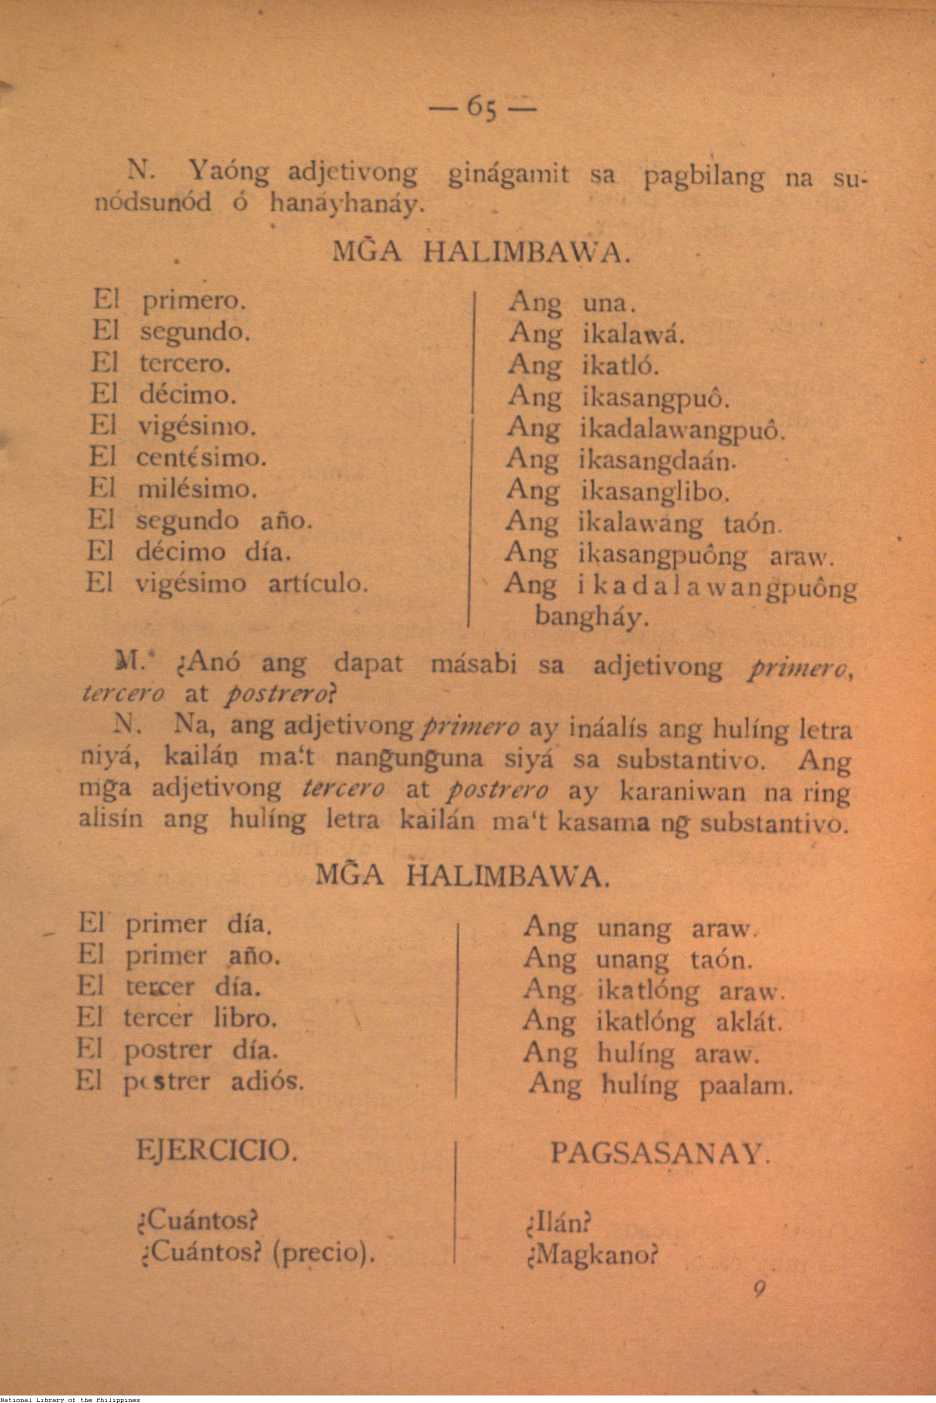 — 65 —
N. Yaóng adjetivong ginágamit sa pagbilang na su-
nódsunód ó hanáyhanáy.
MG̃A HALIMBAWA.
El primero. Ang una.
El segundo. Ang ikalawá.
El tercero. Ang ikatló.
El décimo. Ang ikasangpuô.
El vigésimo. Ang ikadalawangpuô.
El centésimo. Ang ikasangdaán.
El milésimo. Ang ikasanglibo.
El segundo año. Ang ikalawáng taón.
El décimo día. Ang ikasangpuông araw.
El vigésimo artículo. Ang ikadalawangpuông
bangháy.
M.ª ¿Anó ang dapat másabi sa adjetivong primero,
tercero at postrero?
N. Na, ang adjetivong primero ay ináalís ang hulíng letra
niyá, kailán ma't nang̃ung̃una siyá sa substantivo. Ang
mg̃a adjetivong tercero at postrero ay karaniwan na ring
alisín ang hulíng letra kailán ma't kasama ng̃ substantivo.
MG̃A HALIMBAWA.
El primer día. Ang unang araw.
El primer año. Ang unang taón.
El tercer día. Ang ikatlóng araw.
El tercer libro. Ang ikatlóng aklát.
El postrer día. Ang hulíng araw.
El postrer adiós. Ang hulíng paalam.
EJERCICIO. PAGSASANAY.
¿Cuántos? ¿Ilán?
¿Cuántos? (precio). ¿Magkano?
9
National Library of the Philippines